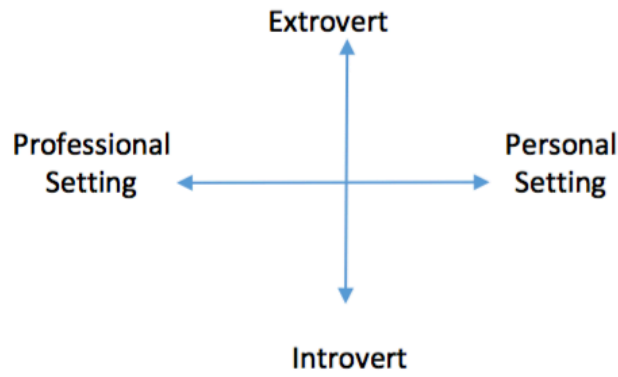 Extrovert
Professional
Setting
Personal
Setting
Introvert